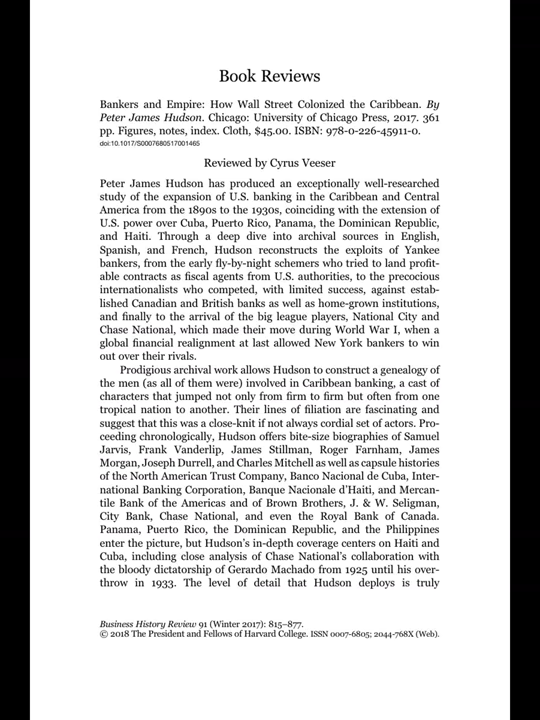 Book Reviews
Bankers and Empire: How Wall Street Colonized the Caribbean. By
Peter James Hudson. Chicago: University of Chicago Press, 2017. 361
pp. Figures, notes, index. Cloth, $45.00. ISBN: 978-0-226-45911-0.
doi:10.1017/S0007680517001465
Reviewed by Cyrus Veeser
Peter James Hudson has produced an exceptionally well-researched
study of the expansion of U.S. banking in the Caribbean and Central
America from the 1890s to the 1930s, coinciding with the extension of
U.S. power over Cuba, Puerto Rico, Panama, the Dominican Republic,
and Haiti. Through a deep dive into archival sources in English,
Spanish, and French, Hudson reconstructs the exploits of Yankee
bankers, from the early fly-by-night schemers who tried to land profit-
able contracts as fiscal agents from U.S. authorities, to the precocious
internationalists who competed, with limited success, against estab-
lished Canadian and British banks as well as home-grown institutions,
and finally to the arrival of the big league players, National City and
Chase National, which made their move during World War I, when a
global financial realignment at last allowed New York bankers to win
out over their rivals.
Prodigious archival work allows Hudson to construct a genealogy of
the men (as all of them were) involved in Caribbean banking, a cast of
characters that jumped not only from firm to firm but often from one
tropical nation to another. Their lines of filiation are fascinating and
suggest that this was a close-knit if not always cordial set of actors. Pro-
ceeding chronologically, Hudson offers bite-size biographies of Samuel
Jarvis, Frank Vanderlip, James Stillman, Roger Farnham, James
Morgan, Joseph Durrell, and Charles Mitchell as well as capsule histories
of the North American Trust Company, Banco Nacional de Cuba, Inter-
national Banking Corporation, Banque Nacionale d'Haiti, and Mercan-
tile Bank of the Americas and of Brown Brothers, J. & W. Seligman,
City Bank, Chase National, and even the Royal Bank of Canada.
Panama, Puerto Rico, the Dominican Republic, and the Philippines
enter the picture, but Hudson's in-depth coverage centers on Haiti and
Cuba, including close analysis of Chase National's collaboration with
the bloody dictatorship of Gerardo Machado from 1925 until his over-
throw in 1933. The level of detail that Hudson deploys is truly
Business History Review 91 (Winter 2017): 815–877.
© 2018 The President and Fellows of Harvard College. ISSN 0007-6805; 2044-768X (Web).